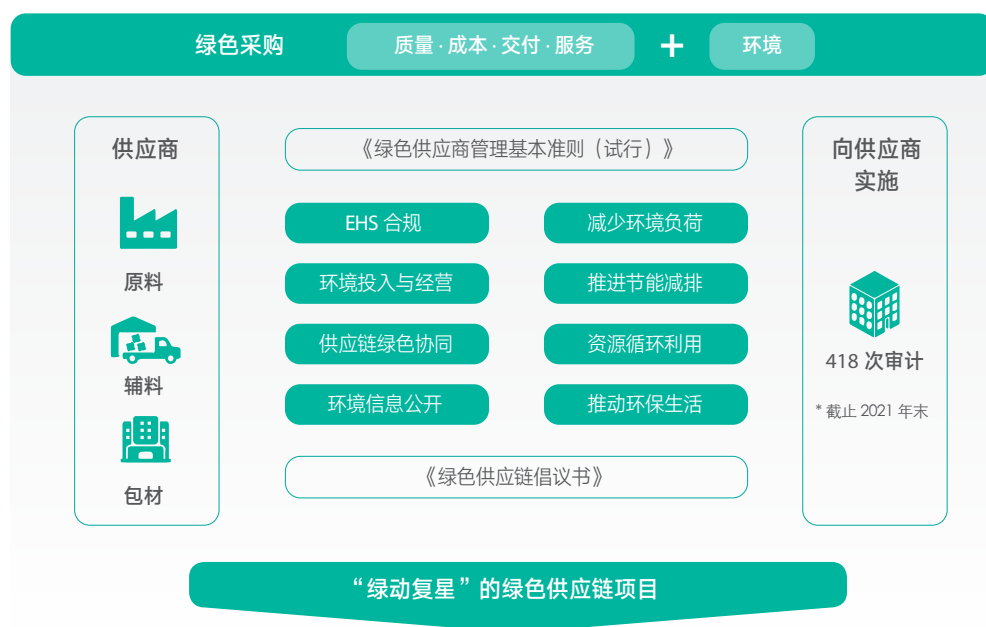 绿色采购
质量·成本·交付·服务
+
环境
供应商
原料
辅料
包材
《绿色供应商管理基本准则（试行）》
EHS 合规
减少环境负荷
环境投入与经营
推进节能减排
供应链绿色协同
资源循环利用
环境信息公开
推动环保生活
《绿色供应链倡议书》
向供应商
实施
418 次审计
* 截止 2021 年末
“绿动复星”的绿色供应链项目